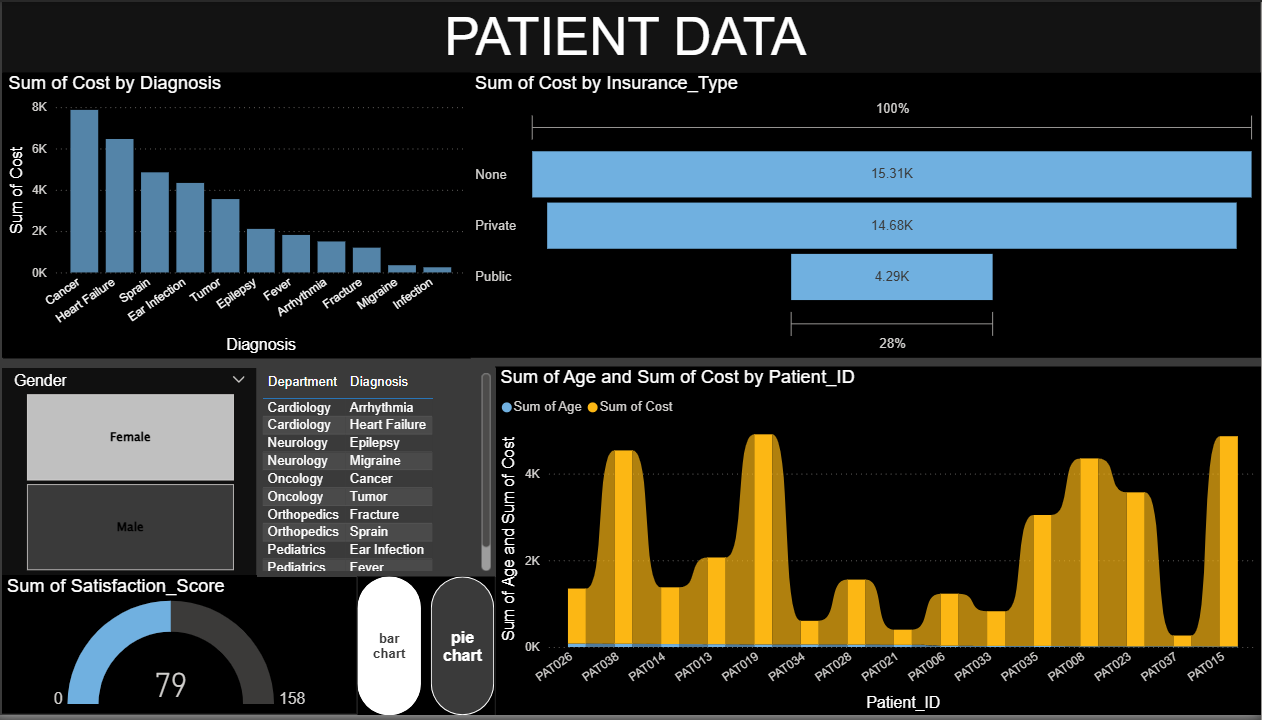 PATIENT DATA
Sum of Cost by Diagnosis
8K
6K
4K
2K
0K
Sum of Cost
Cancer
Heart Failure
Sprain
Ear Infection
Tumor
Epilepsy
Fever
Arrhythmia
Fracture
Migraine
Infection
Diagnosis
Sum of Cost by Insurance_Type
100%
None 15.31K
Private 14.68K
Public 4.29K
28%
Gender
Female
Male
Department Diagnosis
Cardiology Arrhythmia
Cardiology Heart Failure
Neurology Epilepsy
Neurology Migraine
Oncology Cancer
Oncology Tumor
Orthopedics Fracture
Orthopedics Sprain
Pediatrics Ear Infection
Pediatrics Fever
Sum of Satisfaction_Score
0 79 158
bar
chart
pie
chart
Sum of Age and Sum of Cost by Patient_ID
Sum of Age Sum of Cost
Sum of Age and Sum of Cost
4K
2K
0K
PAT026
PAT038
PAT014
PAT013
PAT019
PAT034
PAT028
PAT021
PAT006
PAT033
PAT035
PAT008
PAT023
PAT037
PAT015
Patient_ID